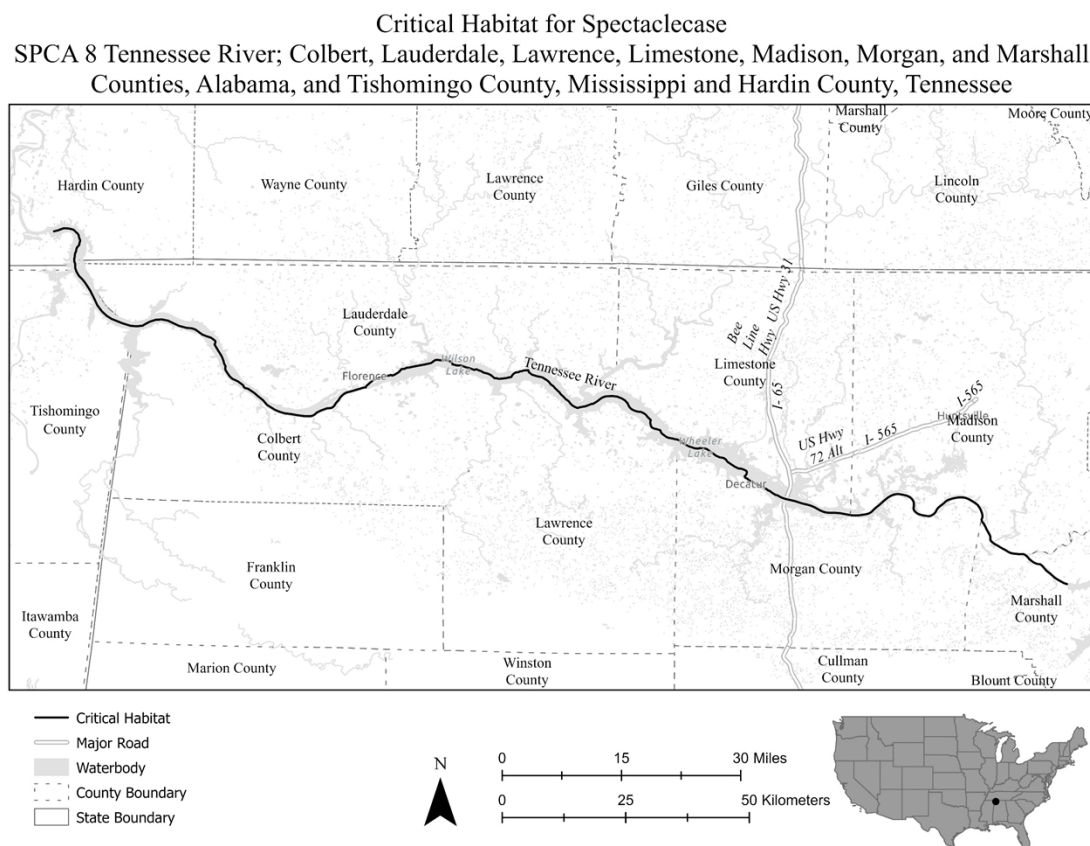 Critical Habitat for Spectaclecase
SPCA 8 Tennessee River; Colbert, Lauderdale, Lawrence, Limestone, Madison, Morgan, and Marshall
Counties, Alabama, and Tishomingo County, Mississippi and Hardin County, Tennessee
Marshall
County
Moore County
Hardin County
Wayne County
Lawrence
County
Giles County
Lincoln
County
Bee
Line
Hwy
US Hwy 31
Lauderdale
County
Wilson
Lake
Florence
Tennessee River
Limestone
County
I- 65
I-565
Huntsville
Madison
County
US Hwy
72 Alt
I- 565
Tishomingo
County
Colbert
County
Wheeler
Lake
Decatur
Lawrence
County
Franklin
County
Morgan County
Itawamba
County
Marshall
County
Marion County
Winston
County
Cullman
County
Blount County
Critical Habitat
Major Road
Waterbody
County Boundary
State Boundary
N
0 15 30 Miles
0 25 50 Kilometers